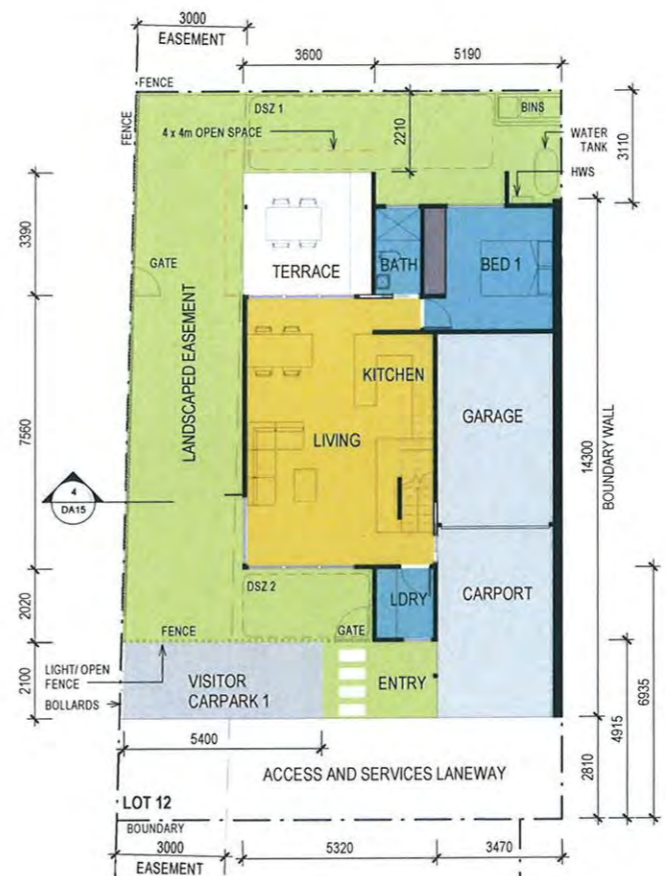 3000
EASEMENT
3600
5190
FENCE
FENCE
DSZ 1
BINS
4 x 4m OPEN SPACE
2210
WATER
TANK
3110
HWS
3390
GATE
TERRACE
BATH
BED 1
LANDSCAPED EASEMENT
KITCHEN
7560
LIVING
GARAGE
14300
BOUNDARY WALL
4
DA15
DSZ 2
LDRY
CARPORT
2020
FENCE
GATE
LIGHT/ OPEN
FENCE
BOLLARDS
2100
VISITOR
CARPARK 1
ENTRY
6935
4915
2810
5400
ACCESS AND SERVICES LANEWAY
LOT 12
BOUNDARY
3000
EASEMENT
5320
3470